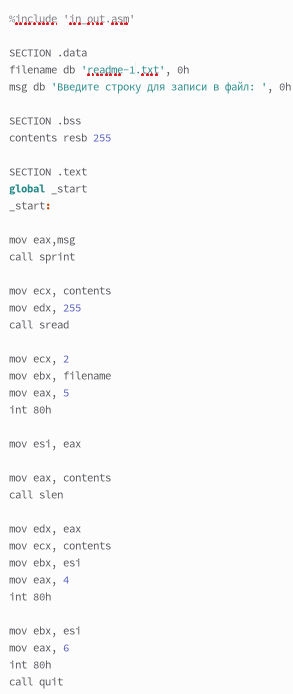 %include 'in_out.asm'
SECTION .data
filename db 'readme-1.txt', 0h
msg db 'Введите строку для записи в файл: ', 0h
SECTION .bss
contents resb 255
SECTION .text
global _start
_start:
mov eax,msg
call sprint
mov ecx, contents
mov edx, 255
call sread
mov ecx, 2
mov ebx, filename
mov eax, 5
int 80h
mov esi, eax
mov eax, contents
call slen
mov edx, eax
mov ecx, contents
mov ebx, esi
mov eax, 4
int 80h
mov ebx, esi
mov eax, 6
int 80h
call quit